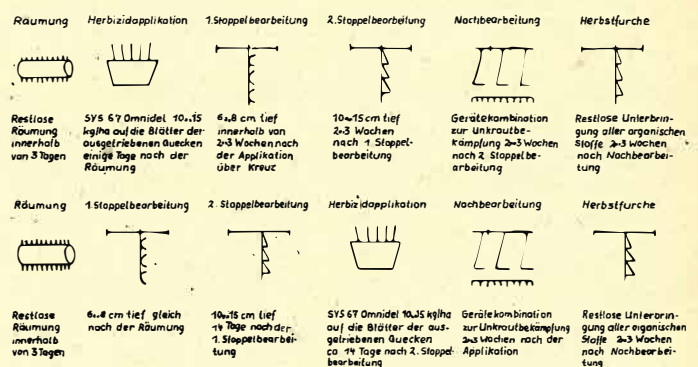 Räumung
Herbizidapplikation
1. Stoppelbearbeitung
2. Stoppelbearbeitung
Nachbearbeitung
Herbstfurche
Restlose
Räumung
innerhalb
von 3 Tagen
SYS 67 Omnidel 10...15
kg/ha auf die Blätter der
ausgetriebenen Quecken
einige Tage nach der
Räumung
6...8 cm tief
innerhalb von
2...3 Wochen nach
der Applikation
über Kreuz
10...15 cm tief
2...3 Wochen
nach 1. Stoppel-
bearbeitung
Gerätekombination
zur Unkrautbe-
kämpfung 2...3 Wochen
nach 2. Stoppelbe-
arbeitung
Restlose Unterbrin-
gung aller organischen
Stoffe 2...3 Wochen
nach Nachbearbei-
tung
Räumung
1. Stoppelbearbeitung
2. Stoppelbearbeitung
Herbizidapplikation
Nachbearbeitung
Herbstfurche
Restlose
Räumung
innerhalb
von 3 Tagen
6...8 cm tief gleich
nach der Räumung
10...15 cm tief
14 Tage nach der
1. Stoppelbearbei-
tung
SYS 67 Omnidel 10...15 kg/ha
auf die Blätter der aus-
getriebenen Quecken
ca 14 Tage nach 2. Stoppel-
bearbeitung
Gerätekombination
zur Unkrautbekämpfung
2...3 Wochen nach der
Applikation
Restlose Unterbrin-
gung aller organischen
Stoffe 2...3 Wochen
nach Nachbearbei-
tung